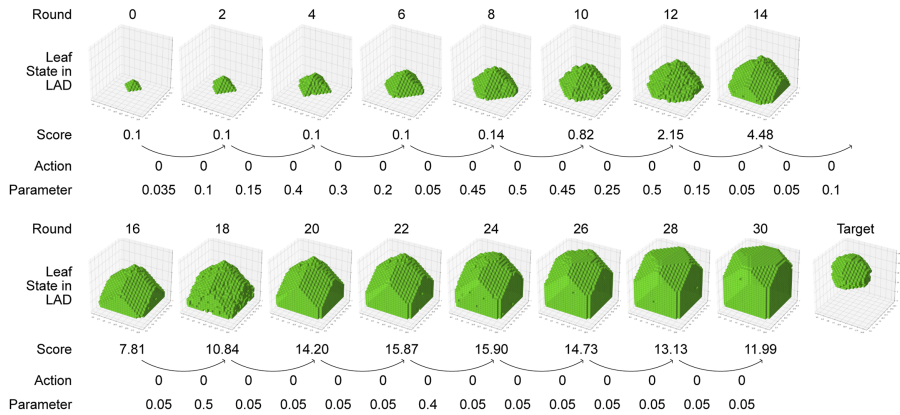 Round 0 2 4 6 8 10 12 14
Leaf
State in
LAD
Score 0.1 0.1 0.1 0.1 0.14 0.82 2.15 4.48
Action 0 0 0 0 0 0 0 0 0 0 0 0 0 0 0 0
Parameter 0.035 0.1 0.15 0.4 0.3 0.2 0.05 0.45 0.5 0.45 0.25 0.5 0.15 0.05 0.05 0.1
Round 16 18 20 22 24 26 28 30 Target
Leaf
State in
LAD
Score 7.81 10.84 14.20 15.87 15.90 14.73 13.13 11.99
Action 0 0 0 0 0 0 0 0 0 0 0 0 0 0
Parameter 0.05 0.5 0.05 0.05 0.05 0.05 0.4 0.05 0.05 0.05 0.05 0.05 0.05 0.05